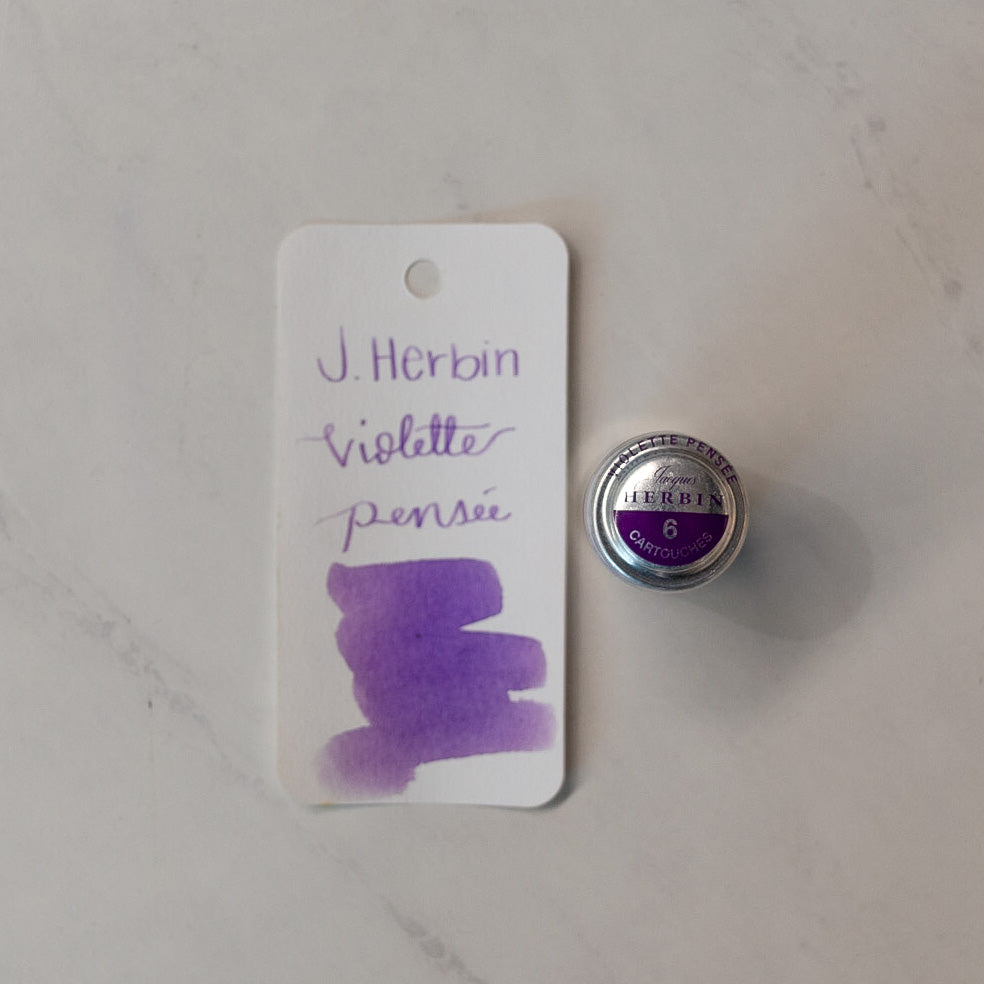 J. Herbin
Violette
pensée
VIOLETTE PENSÉE
Jacques
HERBIN
6
CARTOUCHES